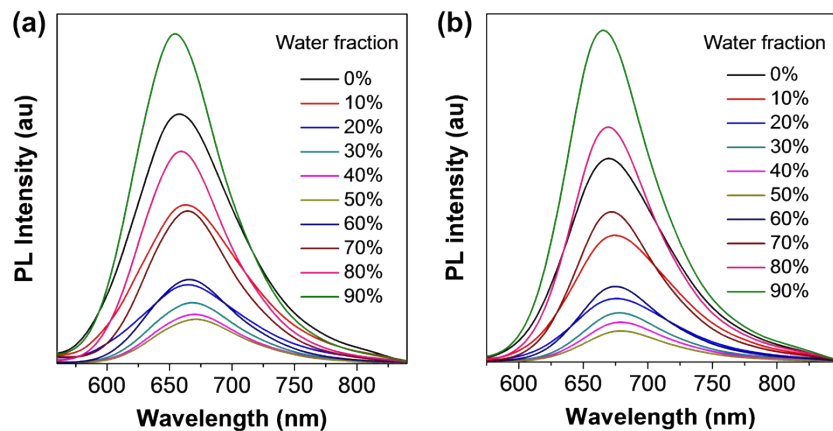 (a)
PL Intensity (au)
Water fraction
0%
10%
20%
30%
40%
50%
60%
70%
80%
90%
600 650 700 750 800
Wavelength (nm)
(b)
PL intensity (au)
Water fraction
0%
10%
20%
30%
40%
50%
60%
70%
80%
90%
600 650 700 750 800
Wavelength (nm)